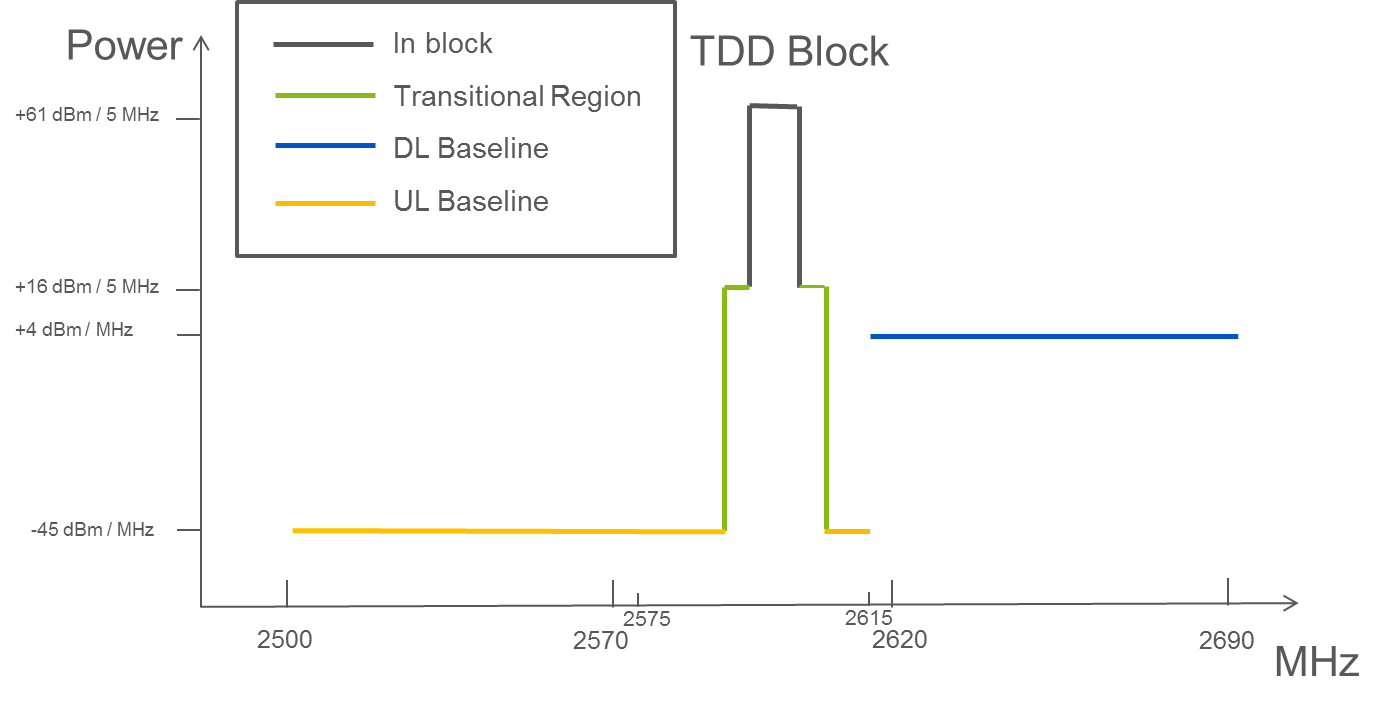 Power
In block
Transitional Region
DL Baseline
UL Baseline
TDD Block
+61 dBm / 5 MHz
+16 dBm / 5 MHz
+4 dBm / MHz
-45 dBm / MHz
2575
2615
2500
2570
2620
2690
MHz